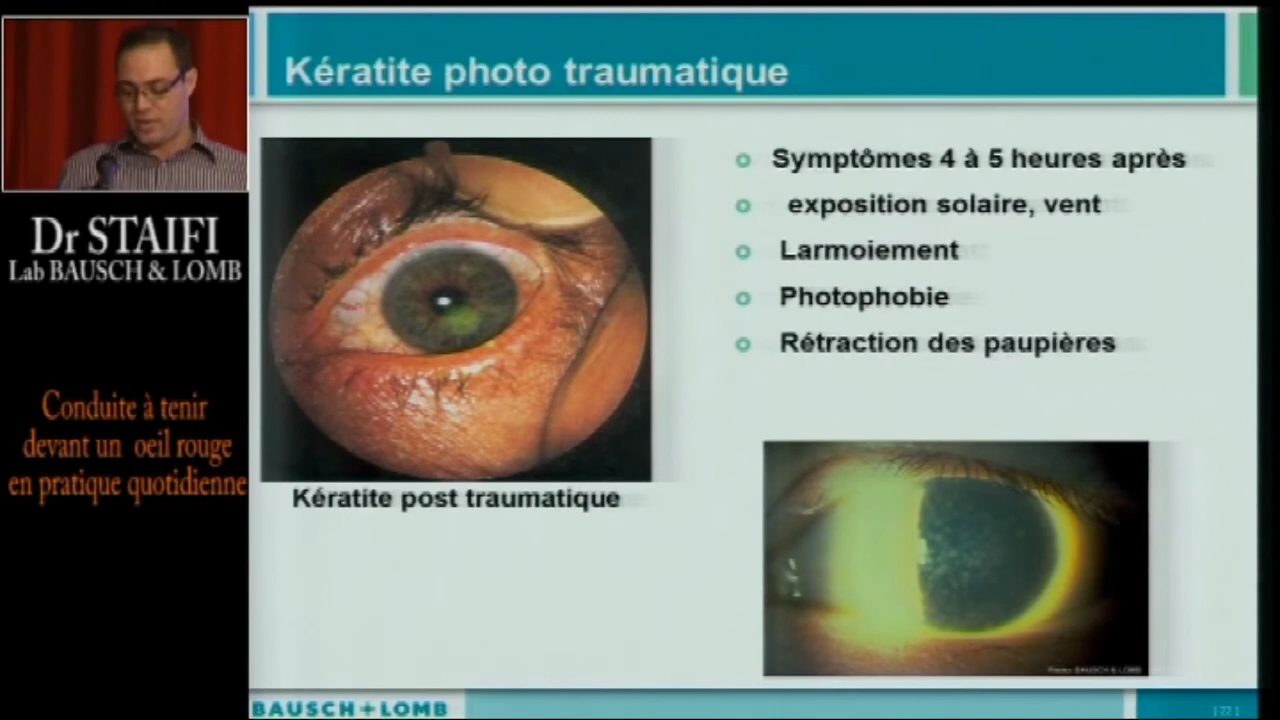 Kératite photo traumatique
Symptômes 4 à 5 heures après
exposition solaire, vent
Larmoiement
Photophobie
Rétraction des paupières
Kératite post traumatique
Dr STAIFI
Lab BAUSCH & LOMB
Conduite à tenir
devant un oeil rouge
en pratique quotidienne
BAUSCH + LOMB